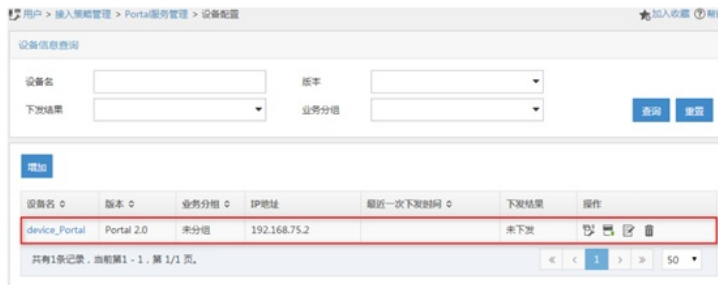 用户 > 接入策略管理 > Portal服务管理 > 设备配置 加入收藏 帮
设备信息查询
设备名 版本
下发结果 业务分组 查询 重置
增加
设备名 版本 业务分组 IP地址 最近一次下发时间 下发结果 操作
device_Portal Portal 2.0 未分组 192.168.75.2 未下发
共有1条记录，当前第1 - 1，第 1/1 页。 « < 1 > » 50